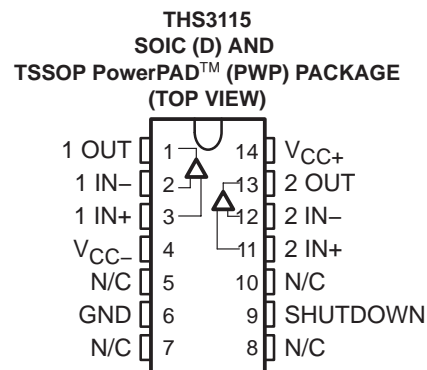 THS3115
SOIC (D) AND
TSSOP PowerPAD™ (PWP) PACKAGE
(TOP VIEW)
1 OUT 1 14 VCC+
1 IN− 2 13 2 OUT
1 IN+ 3 12 2 IN−
VCC− 4 11 2 IN+
N/C 5 10 N/C
GND 6 9 SHUTDOWN
N/C 7 8 N/C